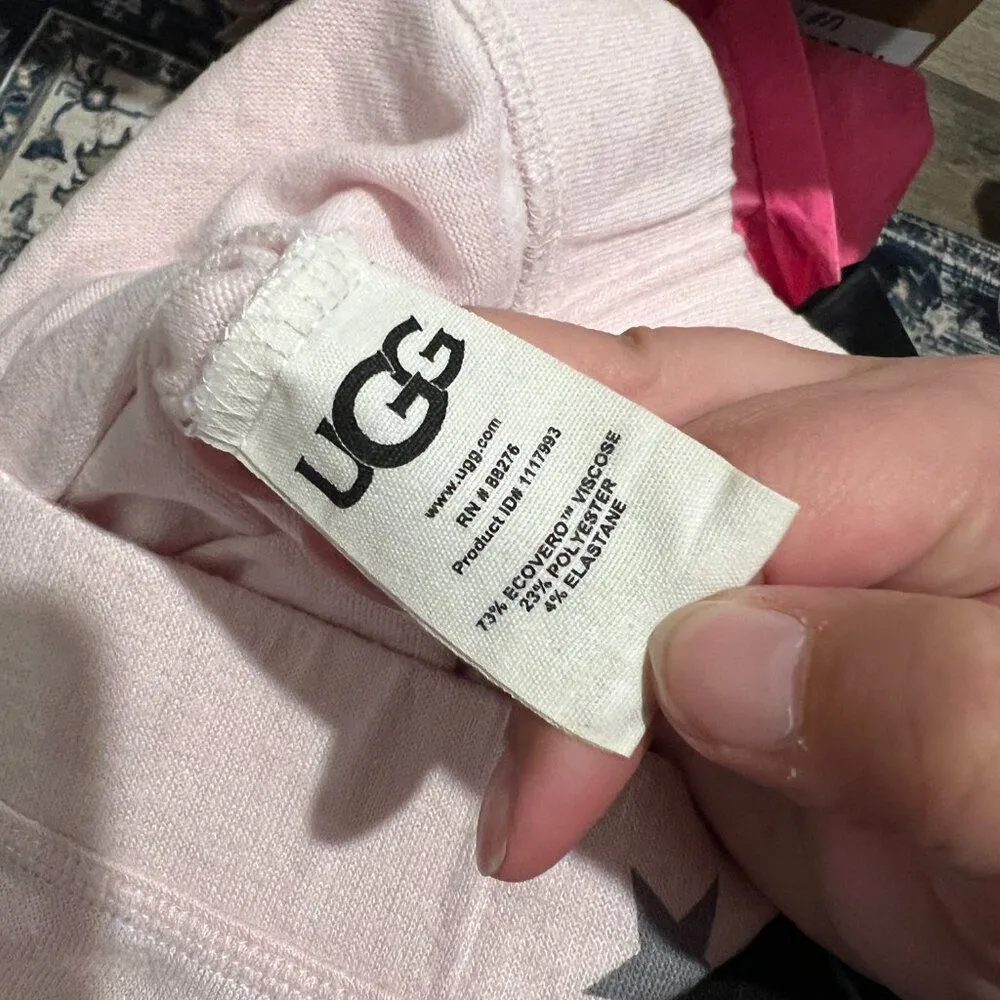 UGG
www.ugg.com
RN # 88276
Product ID# 1117993
73% ECOVERO™ VISCOSE
23% POLYESTER
4% ELASTANE